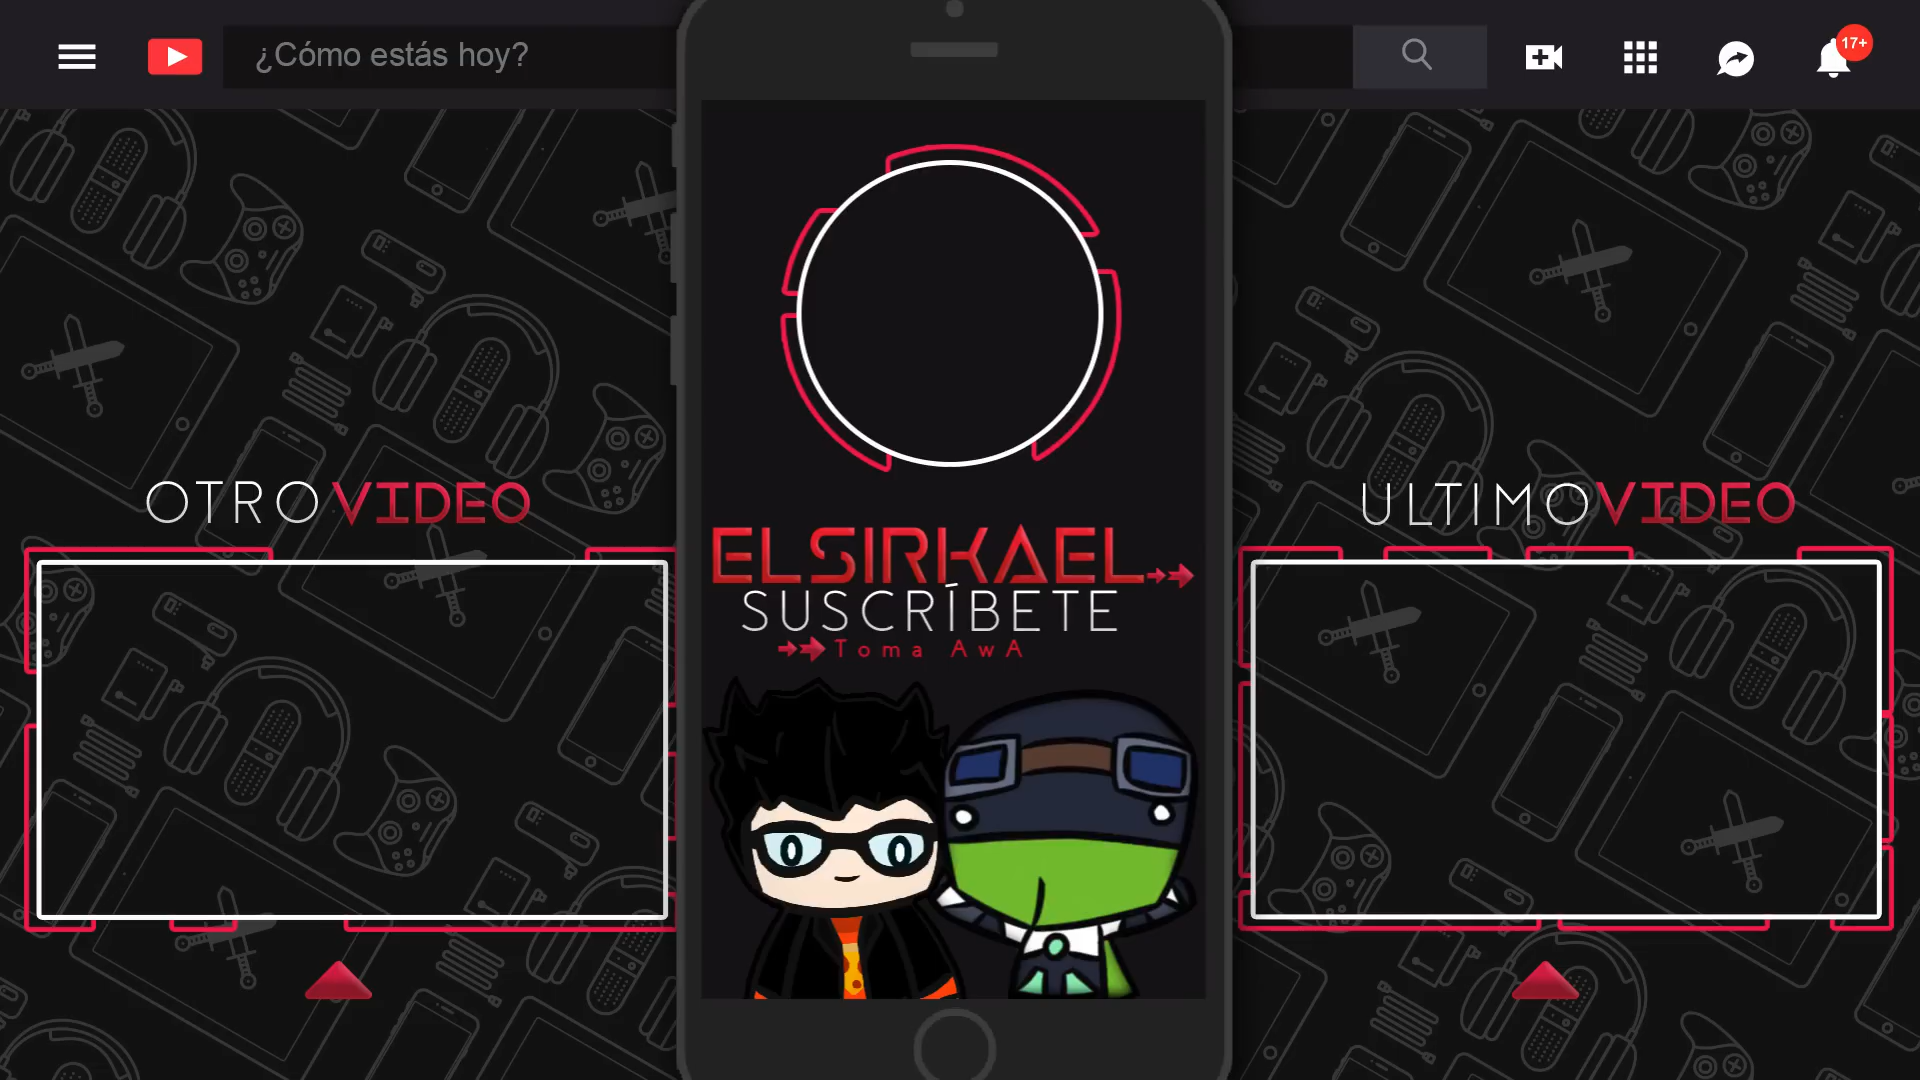 ¿Cómo estás hoy?
17+
OTRO VIDEO
ULTIMO VIDEO
ELSIRKAEL
SUSCRÍBETE
Toma AwA